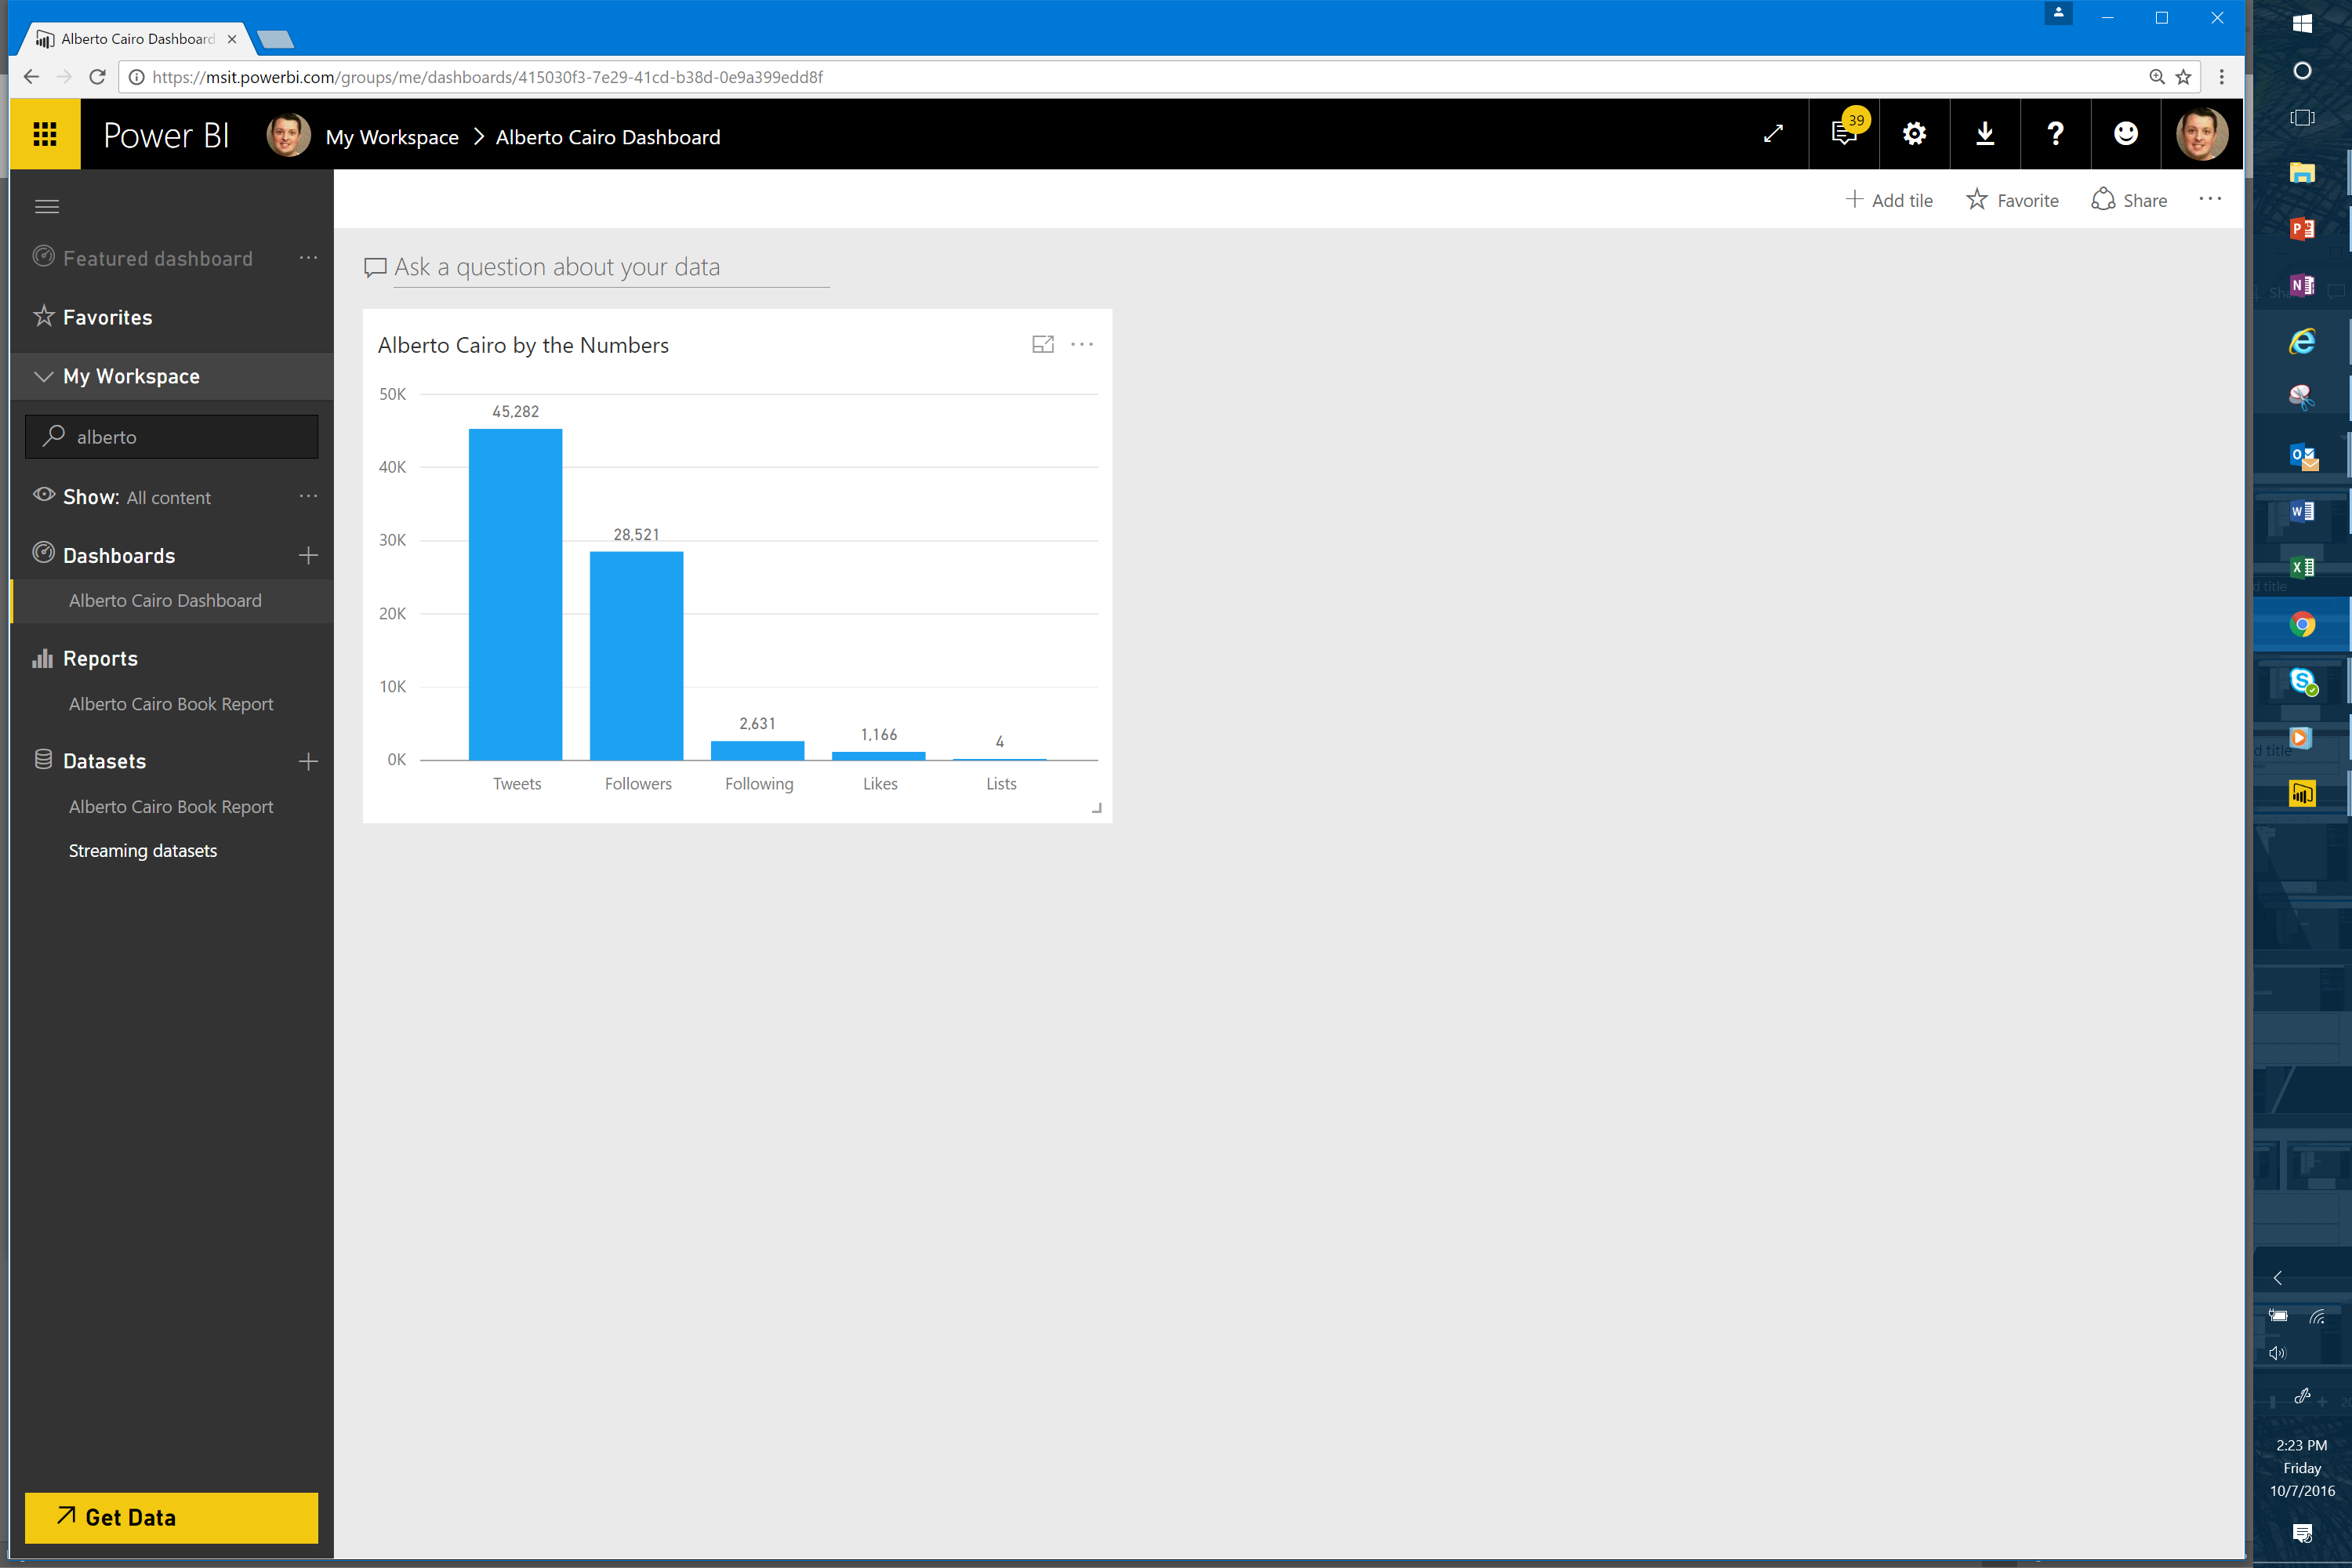 Alberto Cairo Dashboard
https://msit.powerbi.com/groups/me/dashboards/415030f3-7e29-41cd-b38d-0e9a399edd8f
Power BI
My Workspace > Alberto Cairo Dashboard
39
?
Add tile
Favorite
Share
Featured dashboard
Favorites
My Workspace
alberto
Show: All content
Dashboards
Alberto Cairo Dashboard
Reports
Alberto Cairo Book Report
Datasets
Alberto Cairo Book Report
Streaming datasets
Get Data
Ask a question about your data
Alberto Cairo by the Numbers
50K
40K
30K
20K
10K
0K
45,282
28,521
2,631
1,166
4
Tweets
Followers
Following
Likes
Lists
d title
d title
2:23 PM
Friday
10/7/2016